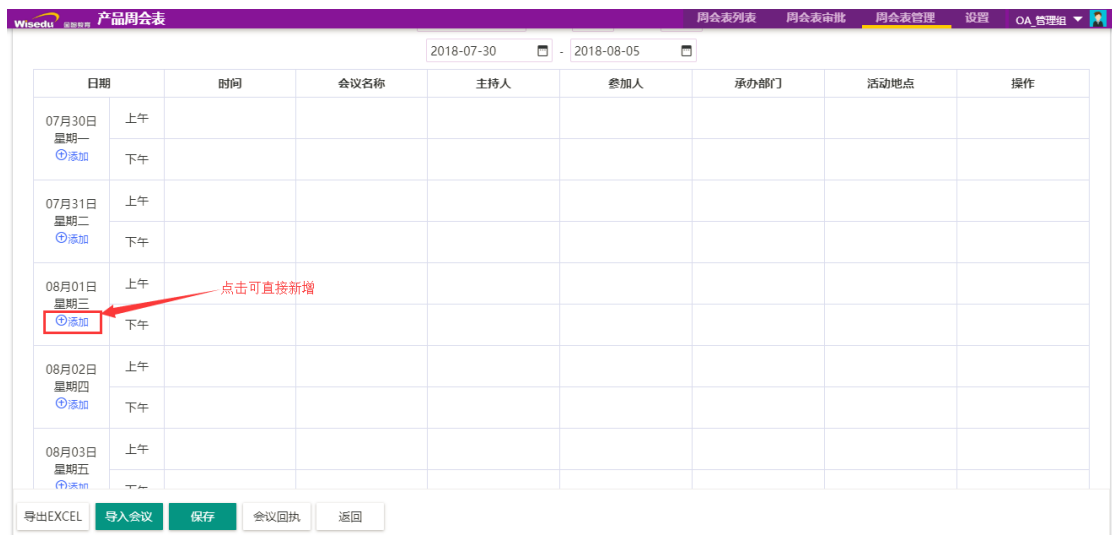 Wisedu 金智教育 产品周会表 周会表列表 周会表审批 周会表管理 设置 OA_管理组
2018-07-30 - 2018-08-05
日期 时间 会议名称 主持人 参加人 承办部门 活动地点 操作
07月30日 上午
星期一
添加 下午
07月31日 上午
星期二
添加 下午
08月01日 上午
点击可直接新增
星期三
添加 下午
08月02日 上午
星期四
添加 下午
08月03日 上午
星期五
添加 下午
导出EXCEL 导入会议 保存 会议回执 返回